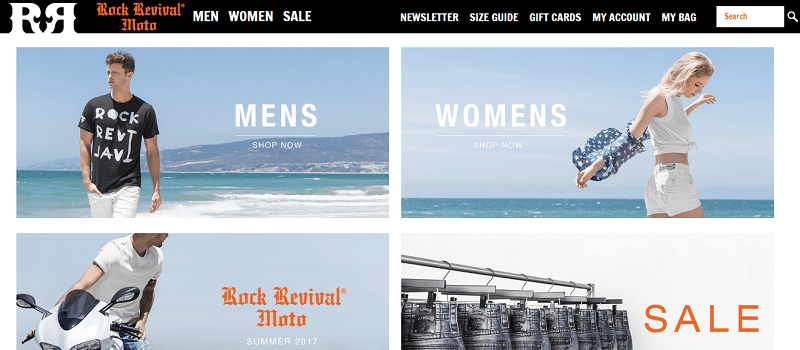 RR
Rock Revival®
Moto
MEN WOMEN SALE
NEWSLETTER SIZE GUIDE GIFT CARDS MY ACCOUNT MY BAG
Search
ROCK
REVI
JAVI
MENS
SHOP NOW
WOMENS
SHOP NOW
Rock Revival®
Moto
SUMMER 2017
SALE